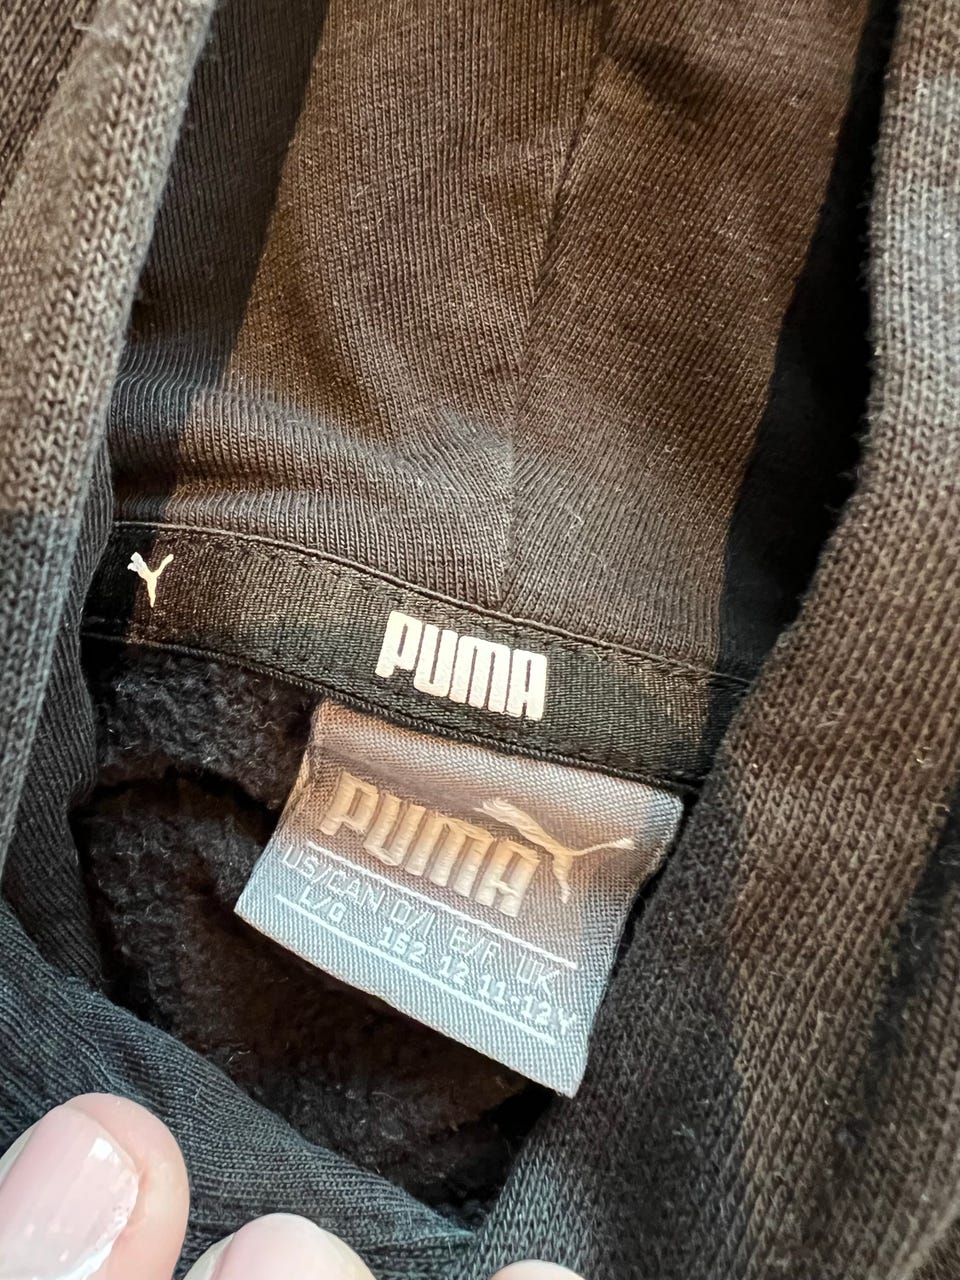 PUMA
PUMA
US/CAN D/I E/F UK
L/G 152 12 11-12Y